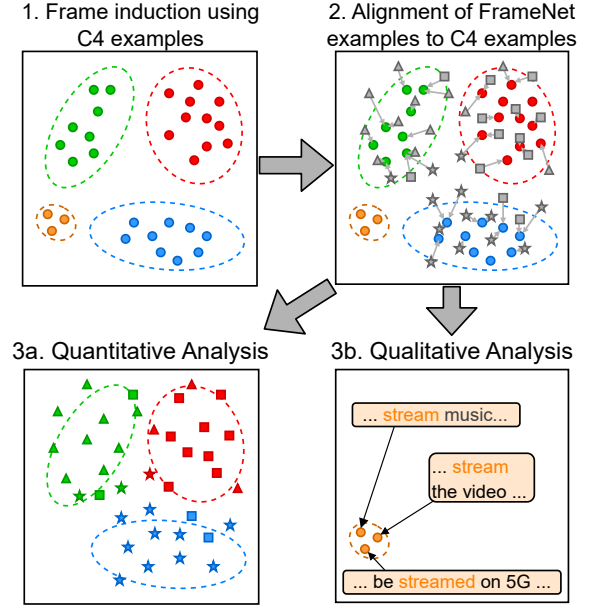 1. Frame induction using
C4 examples
2. Alignment of FrameNet
examples to C4 examples
3a. Quantitative Analysis
3b. Qualitative Analysis
... stream music...
... stream
the video ...
... be streamed on 5G ...